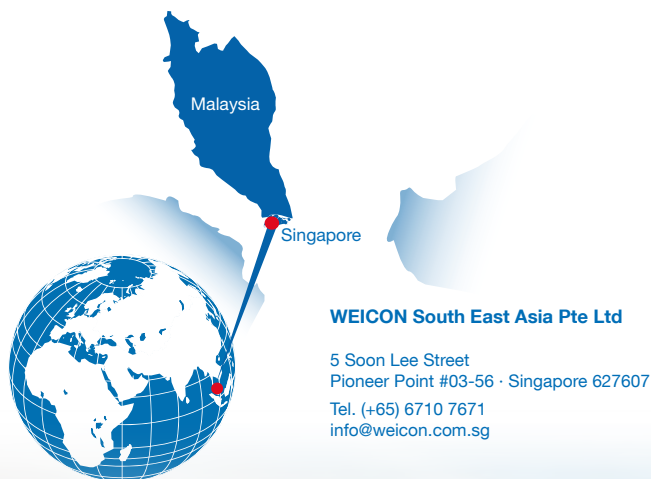 Malaysia
Singapore
WEICON South East Asia Pte Ltd
5 Soon Lee Street
Pioneer Point #03-56 · Singapore 627607
Tel. (+65) 6710 7671
info@weicon.com.sg